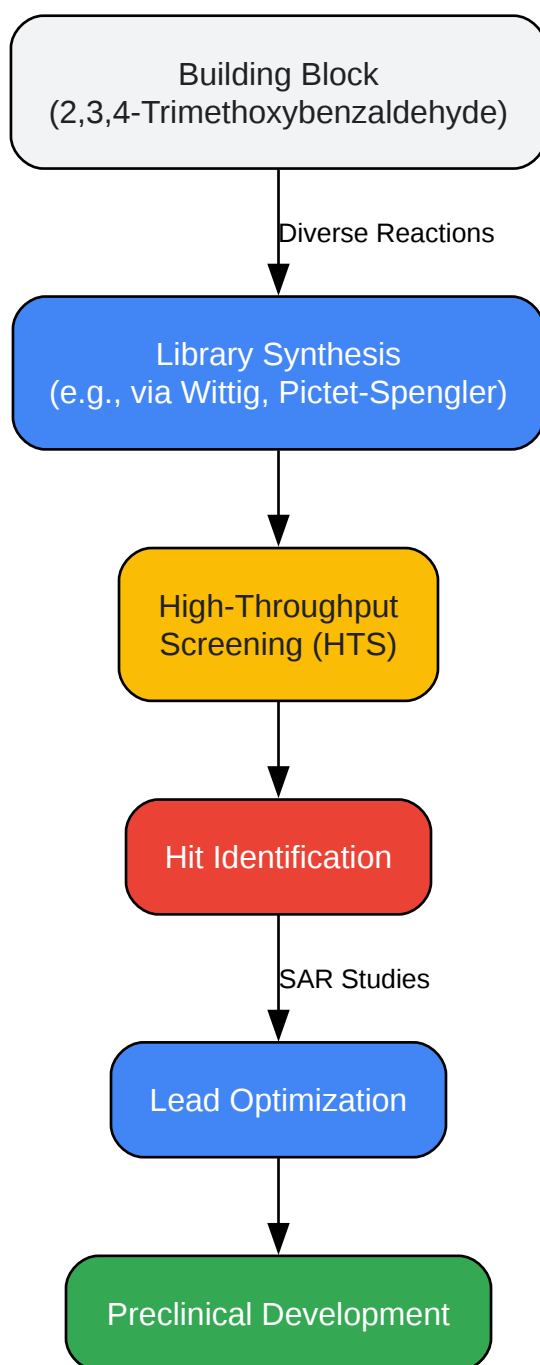 Building Block
(2,3,4-Trimethoxybenzaldehyde)
Diverse Reactions
Library Synthesis
(e.g., via Wittig, Pictet-Spengler)
High-Throughput
Screening (HTS)
Hit Identification
SAR Studies
Lead Optimization
Preclinical Development